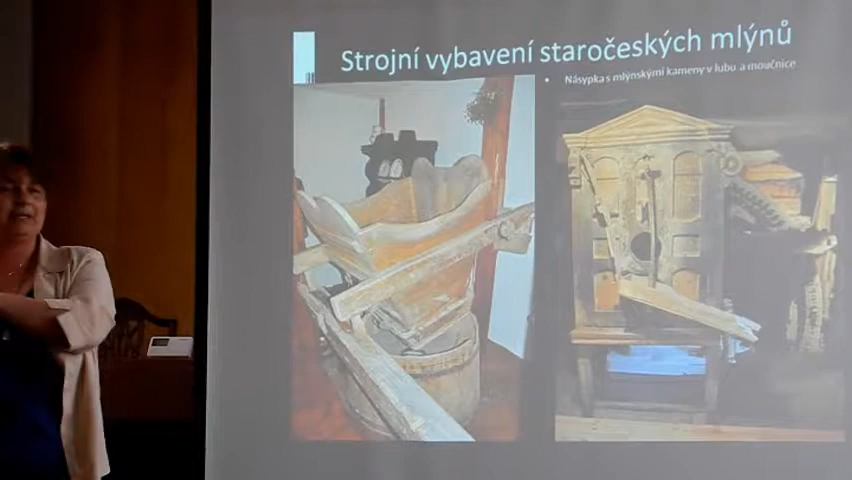 Strojní vybavení staročeských mlýnů
• Násypka s mlýnskými kameny v lubu a moučnice